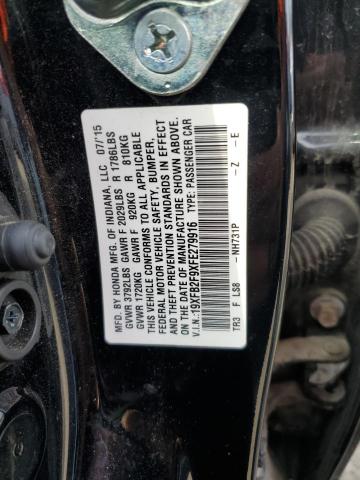 MFD. BY HONDA MFG. OF INDIANA, LLC 07/'15
GVWR 3792LBS GAWR F 2029LBS R 1786LBS
GVWR 1720KG GAWR F 920KG R 810KG
THIS VEHICLE CONFORMS TO ALL APPLICABLE
FEDERAL MOTOR VEHICLE SAFETY, BUMPER,
AND THEFT PREVENTION STANDARDS IN EFFECT
ON THE DATE OF MANUFACTURE SHOWN ABOVE.
V.I.N.:19XFB2F9XFE279916 TYPE: PASSENGER CAR
TR3 F LS8 -NH731P -Z -E